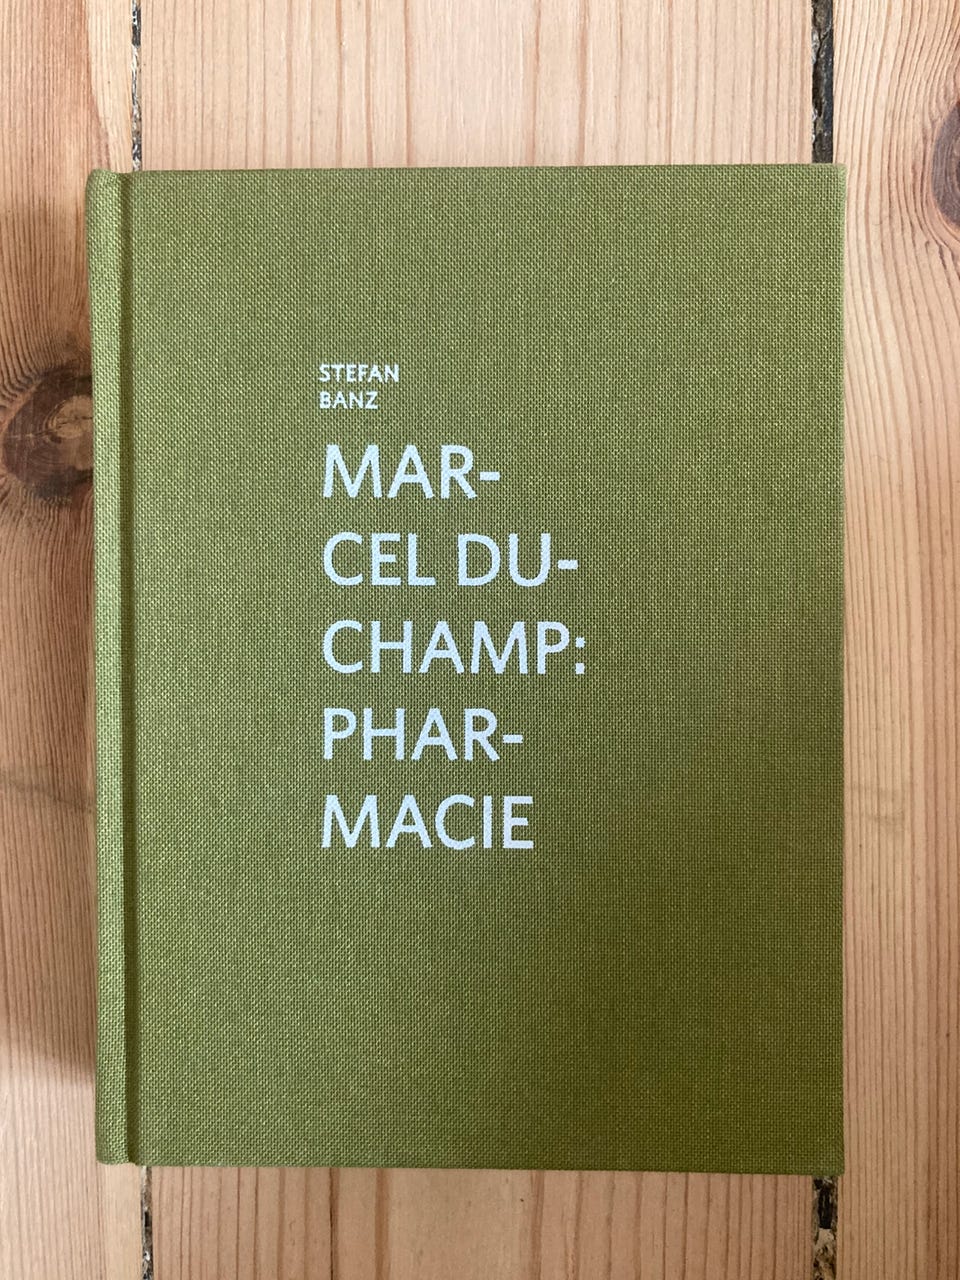 STEFAN
BANZ
MAR-
CEL DU-
CHAMP:
PHAR-
MACIE